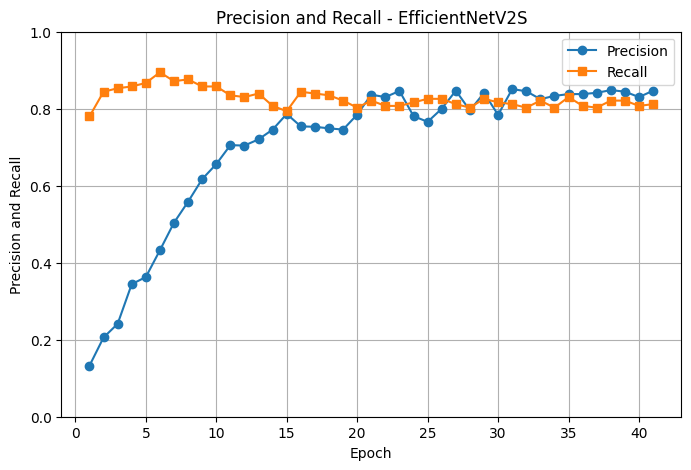 Precision and Recall - EfficientNetV2S
Precision
Recall
Precision and Recall
1.0
0.8
0.6
0.4
0.2
0.0
0 5 10 15 20 25 30 35 40
Epoch